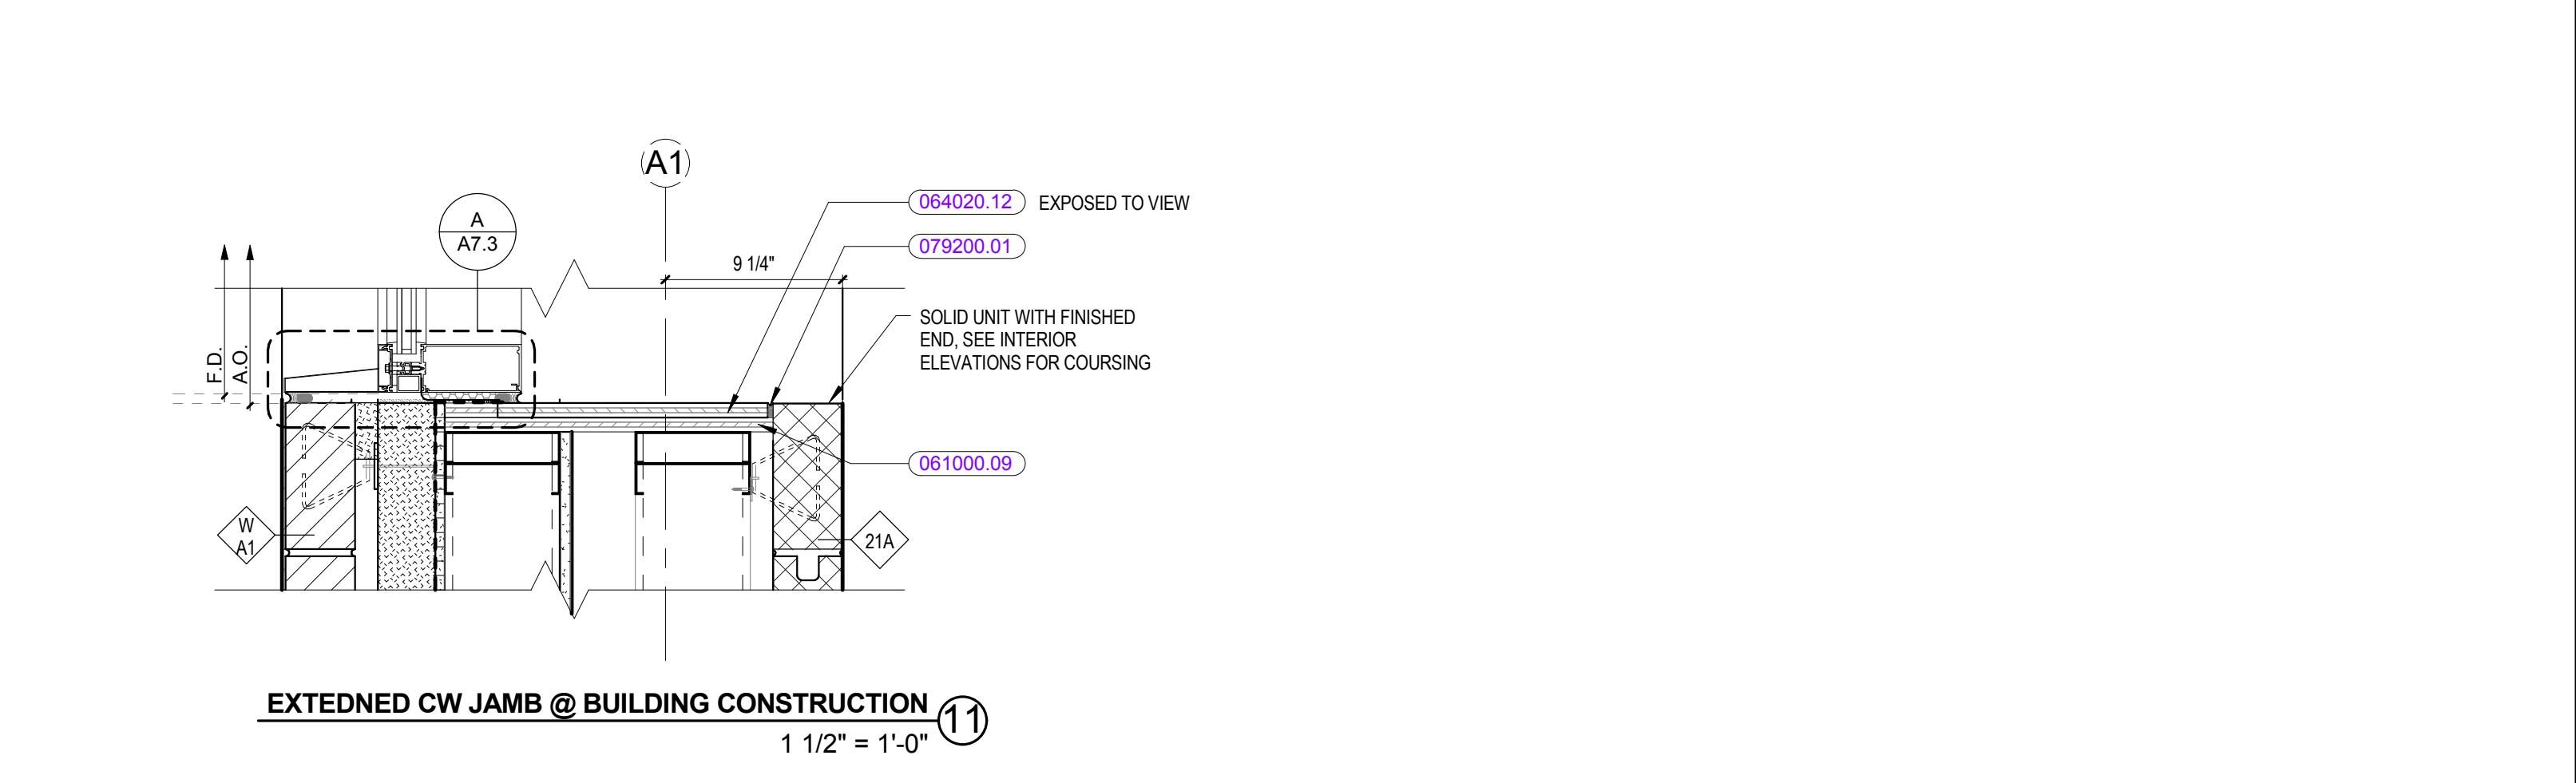 A1
A
A7.3
064020.12 EXPOSED TO VIEW
079200.01
9 1/4"
SOLID UNIT WITH FINISHED
END, SEE INTERIOR
ELEVATIONS FOR COURSING
F.D.
A.O.
061000.09
W
A1
21A
EXTEDNED CW JAMB @ BUILDING CONSTRUCTION 11
1 1/2" = 1'-0"